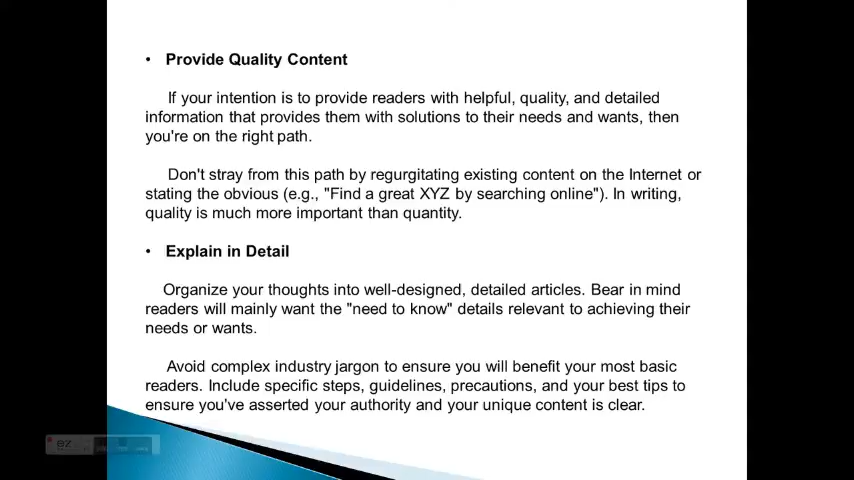 • Provide Quality Content
If your intention is to provide readers with helpful, quality, and detailed
information that provides them with solutions to their needs and wants, then
you're on the right path.
Don't stray from this path by regurgitating existing content on the Internet or
stating the obvious (e.g., "Find a great XYZ by searching online"). In writing,
quality is much more important than quantity.
• Explain in Detail
Organize your thoughts into well-designed, detailed articles. Bear in mind
readers will mainly want the "need to know" details relevant to achieving their
needs or wants.
Avoid complex industry jargon to ensure you will benefit your most basic
readers. Include specific steps, guidelines, precautions, and your best tips to
ensure you've asserted your authority and your unique content is clear.
ez